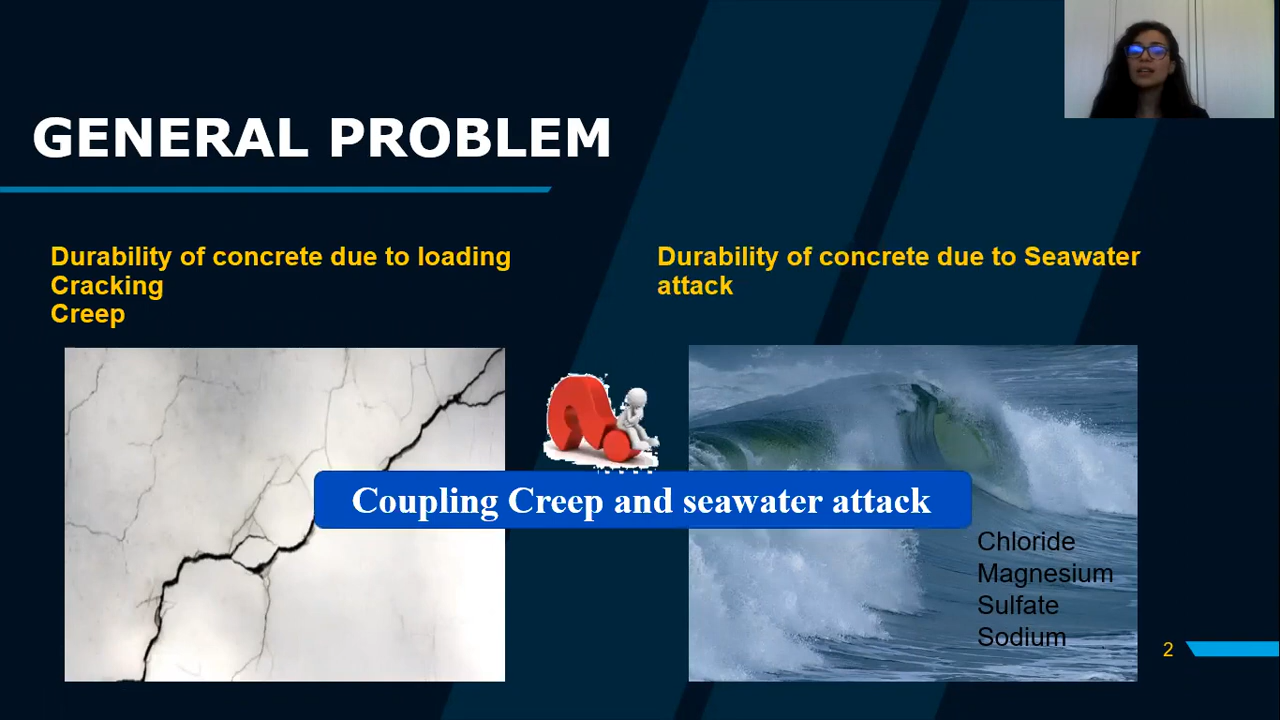 GENERAL PROBLEM
Durability of concrete due to loading
Cracking
Creep
Durability of concrete due to Seawater
attack
Coupling Creep and seawater attack
Chloride
Magnesium
Sulfate
Sodium
2